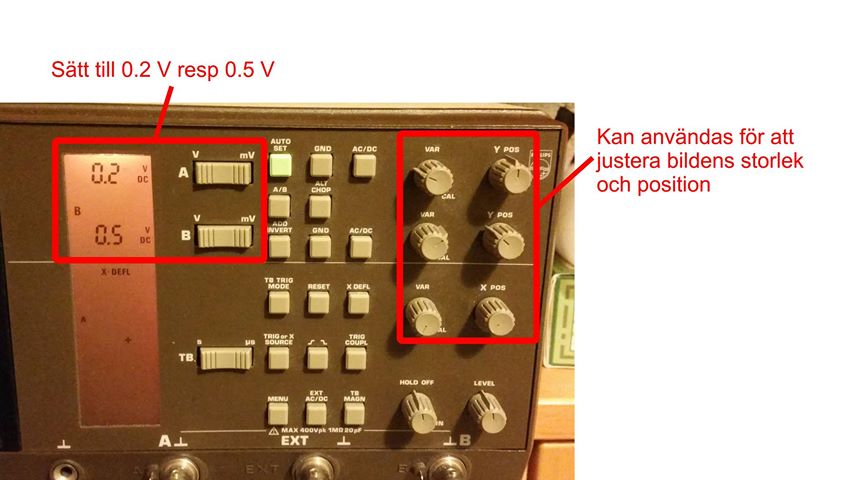 Sätt till 0.2 V resp 0.5 V
Kan användas för att
justera bildens storlek
och position
0.2 V
DC
B
0.5 V
DC
X-DEFL
A
+
V mV
A
V mV
B
AUTO
SET
GND
AC/DC
A/B
ALT
CHOP
ADD
INVERT
GND
AC/DC
TB TRIG
MODE
RESET
X DEFL
s µs
TB
TRIG or X
SOURCE
TRIG
COUPL
MENU
EXT
AC/DC
TB
MAGN
VAR
Y POS
PHILIPS
CAL
VAR
Y POS
CAL
VAR
X POS
CAL
HOLD OFF
LEVEL
MIN
MAX 400Vpk 1MΩ 20pF
A
EXT
B
A
EXT
B